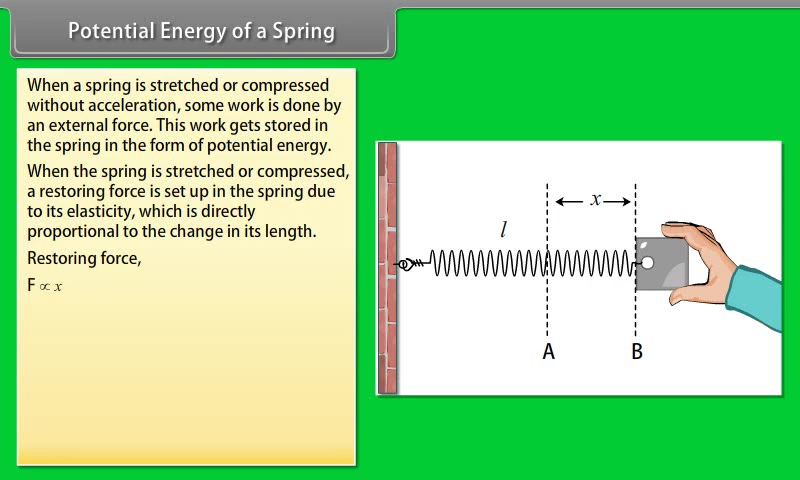 Potential Energy of a Spring
When a spring is stretched or compressed
without acceleration, some work is done by
an external force. This work gets stored in
the spring in the form of potential energy.
When the spring is stretched or compressed,
a restoring force is set up in the spring due
to its elasticity, which is directly
proportional to the change in its length.
Restoring force,
F ∝ x
x
l
A B